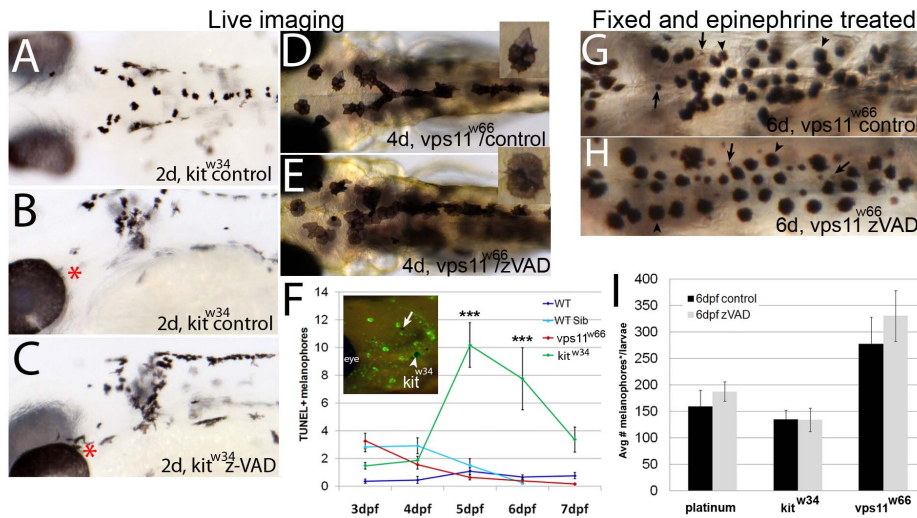 Live imaging
Fixed and epinephrine treated
A
2d, kit w34 control
B
2d, kit w34 control
C
2d, kit w34 z-VAD
D
4d, vps11 w66/control
E
4d, vps11 w66/zVAD
G
6d, vps11 w66 control
H
6d, vps11 w66 zVAD
F
TUNEL+ melanophores
14
12
10
8
6
4
2
0
eye
kit w34
***
***
WT
WT Sib
vps11 w66
kit w34
3dpf 4dpf 5dpf 6dpf 7dpf
I
Avg # melanophores*/larvae
400
350
300
250
200
150
100
50
0
6dpf control
6dpf zVAD
platinum kit w34 vps11 w66